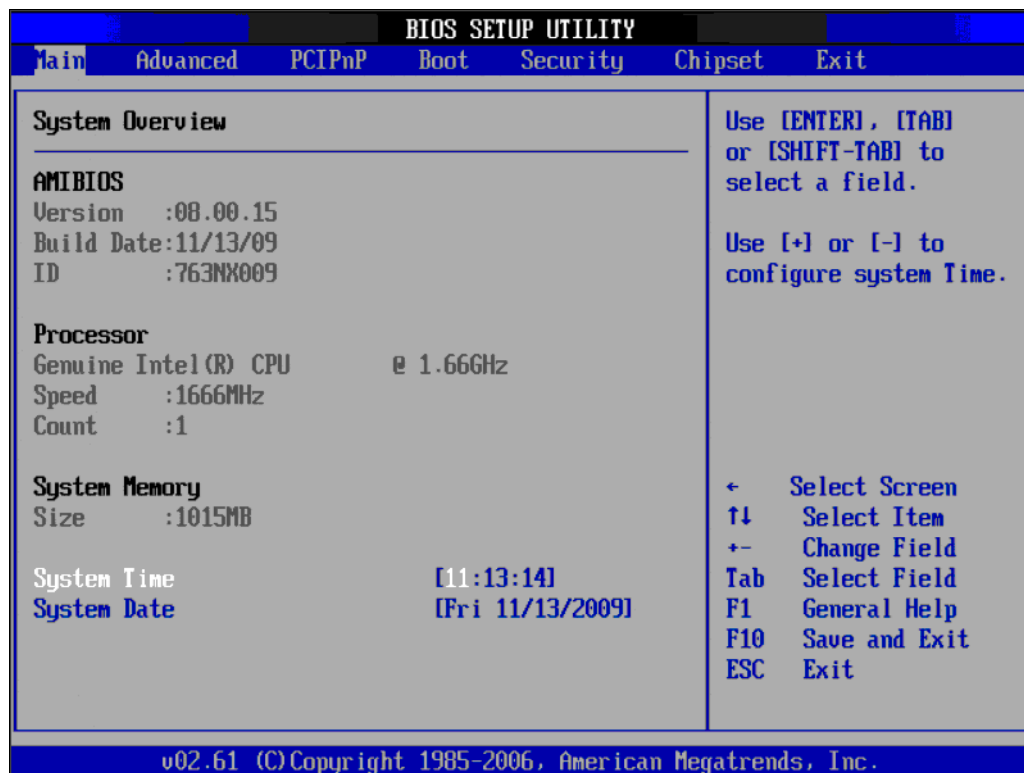 BIOS SETUP UTILITY
Main Advanced PCIPnP Boot Security Chipset Exit
System Overview
AMIBIOS
Version :08.00.15
Build Date:11/13/09
ID :763NX009
Processor
Genuine Intel(R) CPU @ 1.66GHz
Speed :1666MHz
Count :1
System Memory
Size :1015MB
System Time [11:13:14]
System Date [Fri 11/13/2009]
Use [ENTER], [TAB]
or [SHIFT-TAB] to
select a field.
Use [+] or [-] to
configure system Time.
← Select Screen
↑↓ Select Item
+- Change Field
Tab Select Field
F1 General Help
F10 Save and Exit
ESC Exit
v02.61 (C)Copyright 1985-2006, American Megatrends, Inc.